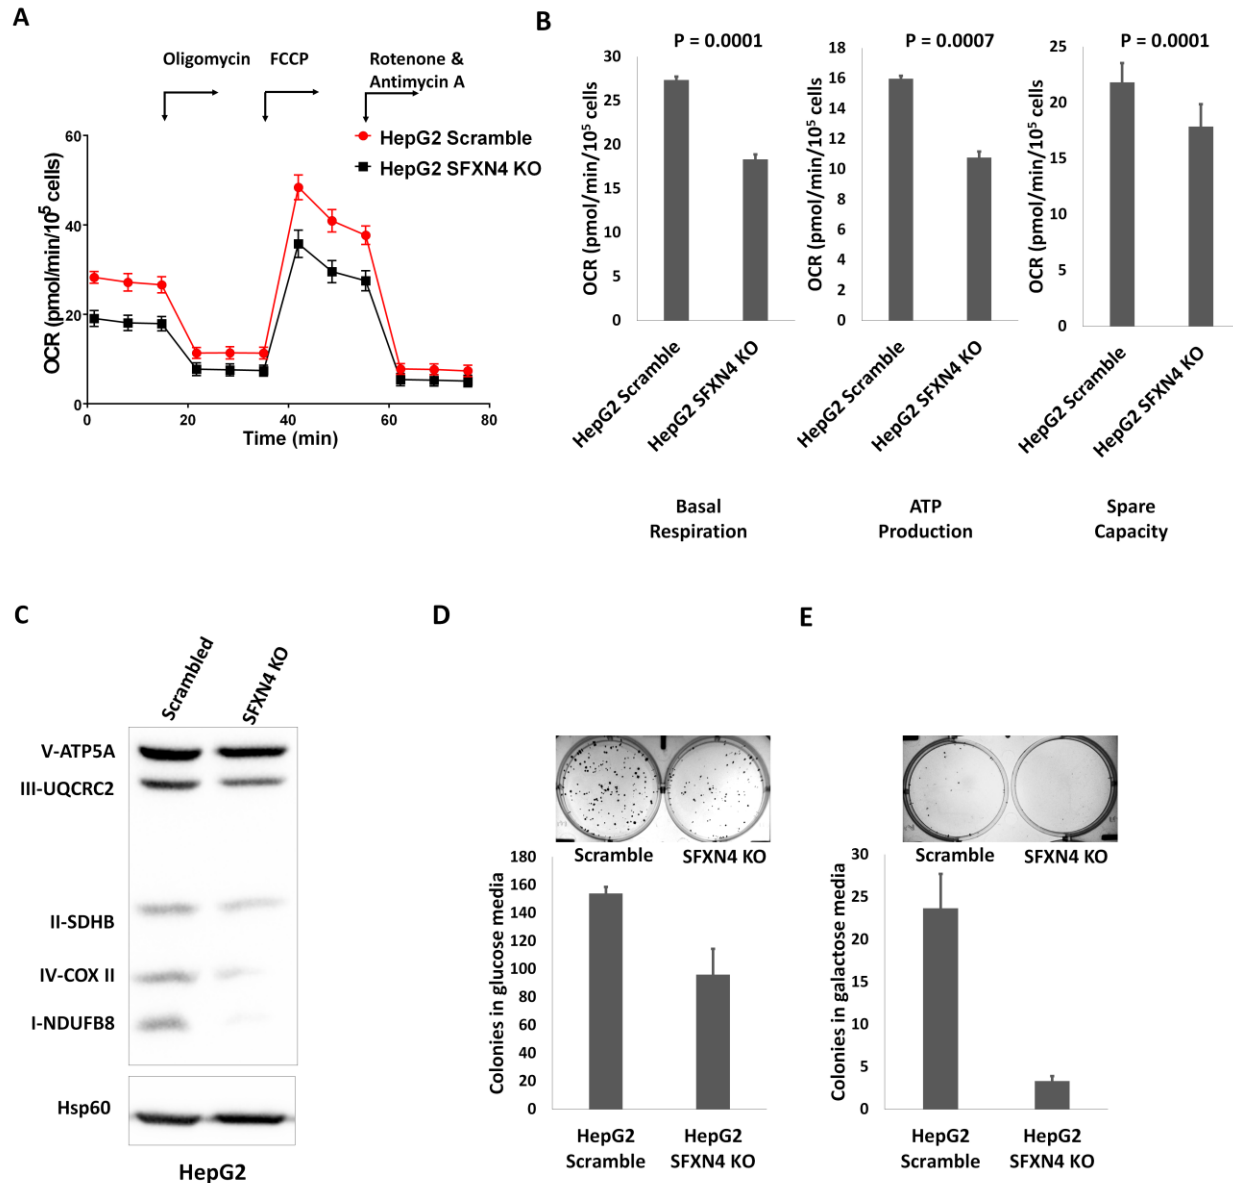 A
Oligomycin
FCCP
Rotenone &
Antimycin A
HepG2 Scramble
HepG2 SFXN4 KO
OCR (pmol/min/10⁵ cells)
60
40
20
0
0
20
40
60
80
Time (min)
B
P = 0.0001
OCR (pmol/min/10⁵ cells
30
25
20
15
10
5
0
HepG2 Scramble
HepG2 SFXN4 KO
Basal
Respiration
P = 0.0007
OCR (pmol/min/10⁵ cells
18
16
14
12
10
8
6
4
2
0
HepG2 Scramble
HepG2 SFXN4 KO
ATP
Production
P = 0.0001
OCR (pmol/min/10⁵ cells
25
20
15
10
5
0
HepG2 Scramble
HepG2 SFXN4 KO
Spare
Capacity
C
Scrambled
SFXN4 KO
V-ATP5A
III-UQCRC2
II-SDHB
IV-COX II
I-NDUFB8
Hsp60
HepG2
D
Scramble
SFXN4 KO
Colonies in glucose media
180
160
140
120
100
80
60
40
20
0
HepG2
Scramble
HepG2
SFXN4 KO
E
Scramble
SFXN4 KO
Colonies in galactose media
30
25
20
15
10
5
0
HepG2
Scramble
HepG2
SFXN4 KO